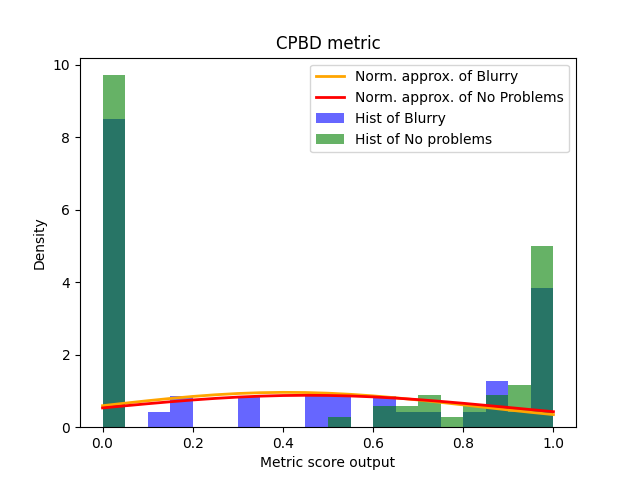 CPBD metric
Norm. approx. of Blurry
Norm. approx. of No Problems
Hist of Blurry
Hist of No problems
Density
10
8
6
4
2
0
0.0 0.2 0.4 0.6 0.8 1.0
Metric score output